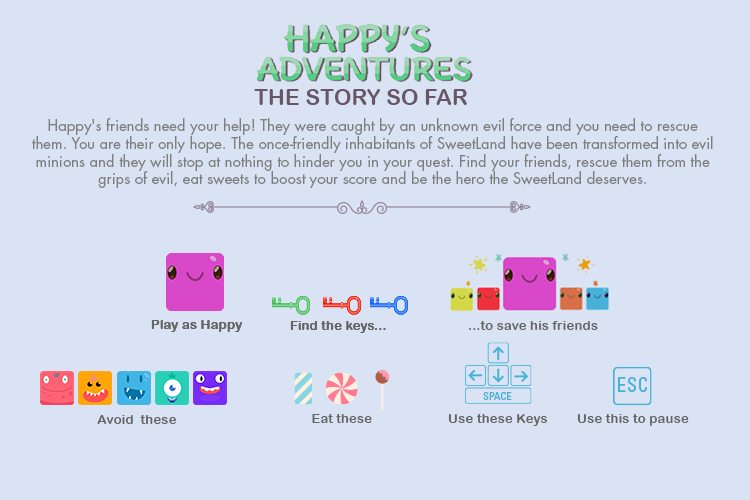 HAPPY'S
ADVENTURES
THE STORY SO FAR
Happy's friends need your help! They were caught by an unknown evil force and you need to rescue
them. You are their only hope. The once-friendly inhabitants of SweetLand have been transformed into evil
minions and they will stop at nothing to hinder you in your quest. Find your friends, rescue them from the
grips of evil, eat sweets to boost your score and be the hero the SweetLand deserves.
Play as Happy
Find the keys...
...to save his friends
Avoid these
Eat these
SPACE
Use these Keys
ESC
Use this to pause